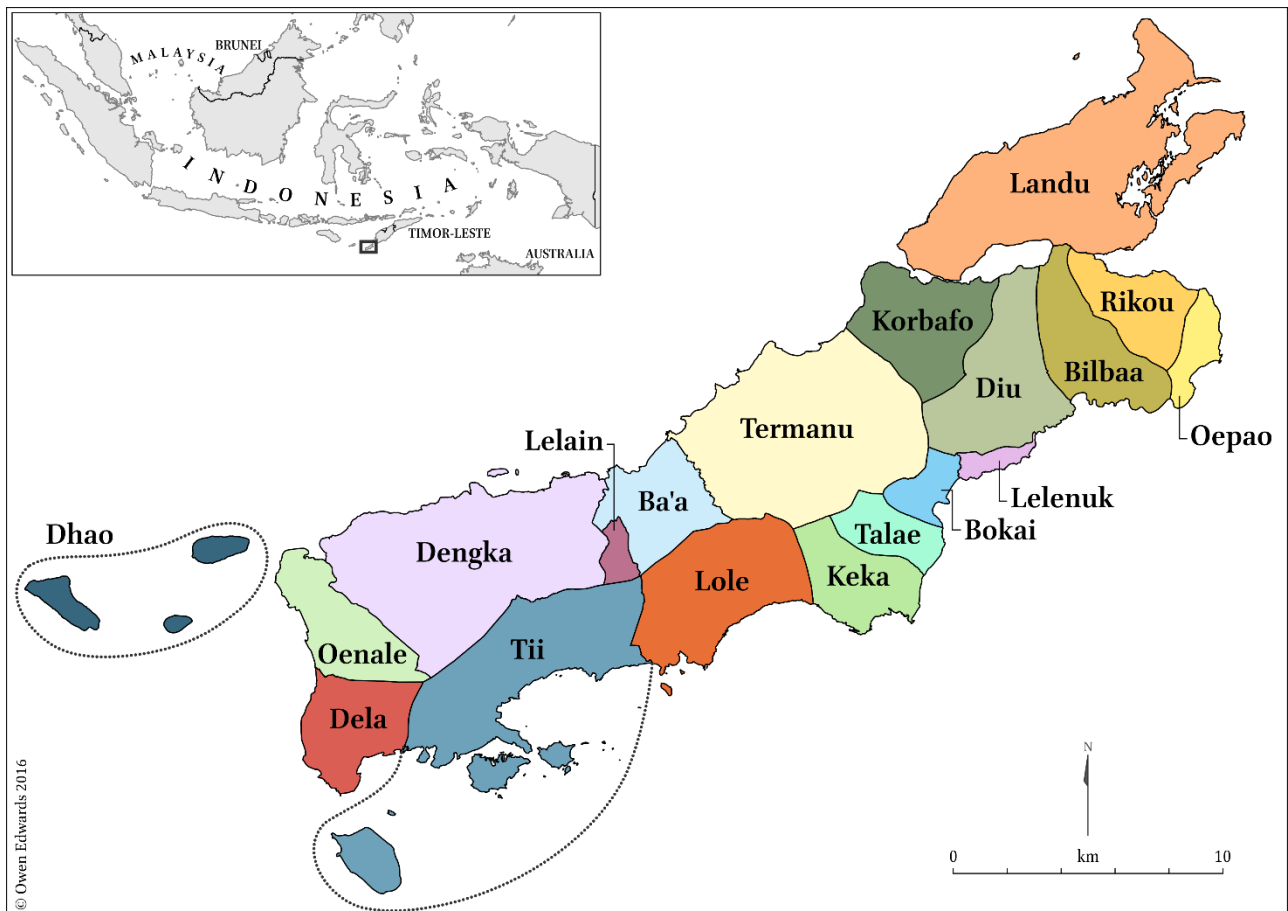 MALAYSIA
BRUNEI
INDONESIA
TIMOR-LESTE
AUSTRALIA
Landu
Rikou
Korbafo
Bilbaa
Diu
Oepao
Termanu
Lelain
Ba'a
Lelenuk
Bokai
Talae
Dhao
Dengka
Lole
Keka
Oenale
Tii
Dela
N
0 km 10
© Owen Edwards 2016